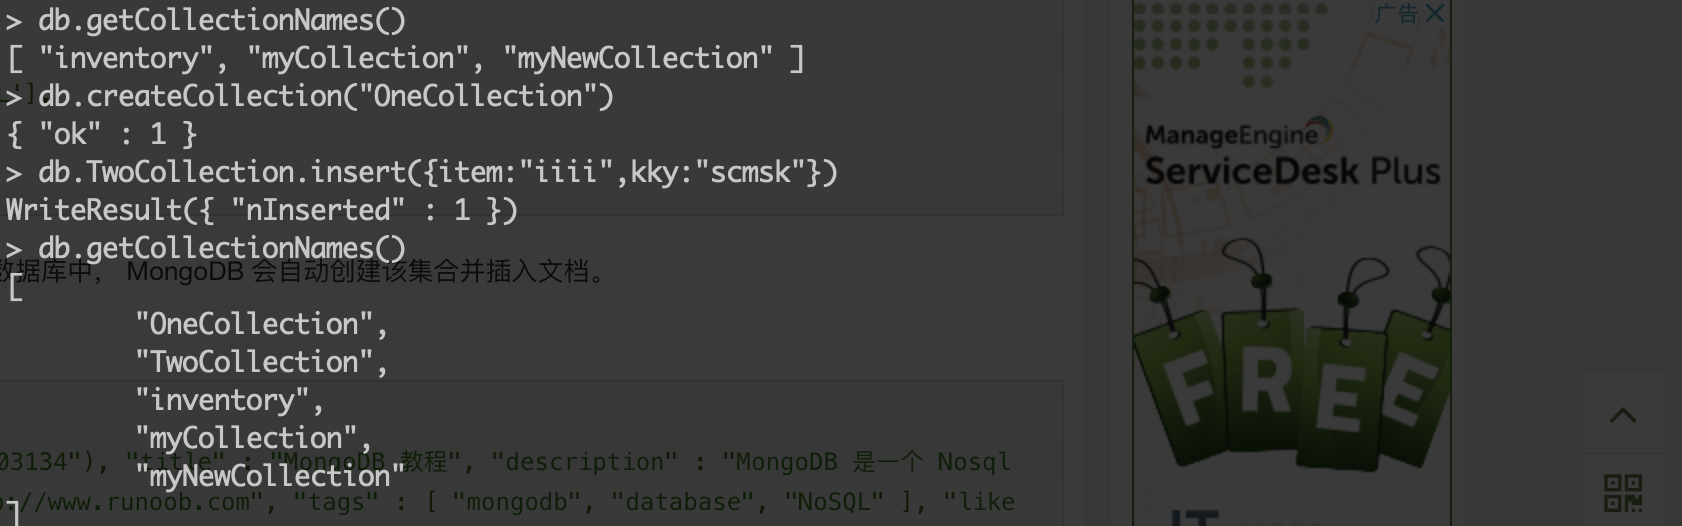 > db.getCollectionNames()
[ "inventory", "myCollection", "myNewCollection" ]
> db.createCollection("OneCollection")
{ "ok" : 1 }
> db.TwoCollection.insert({item:"iiii",kky:"scmsk"})
WriteResult({ "nInserted" : 1 })
> db.getCollectionNames()
数据库中， MongoDB 会自动创建该集合并插入文档。
[
"OneCollection",
"TwoCollection",
"inventory",
"myCollection",
"myNewCollection"
]
03134"), "title" : "MongoDB 教程", "description" : "MongoDB 是一个 Nosql
://www.runoob.com", "tags" : [ "mongodb", "database", "NoSQL" ], "like
广告
ManageEngine
ServiceDesk Plus
FREE
IT